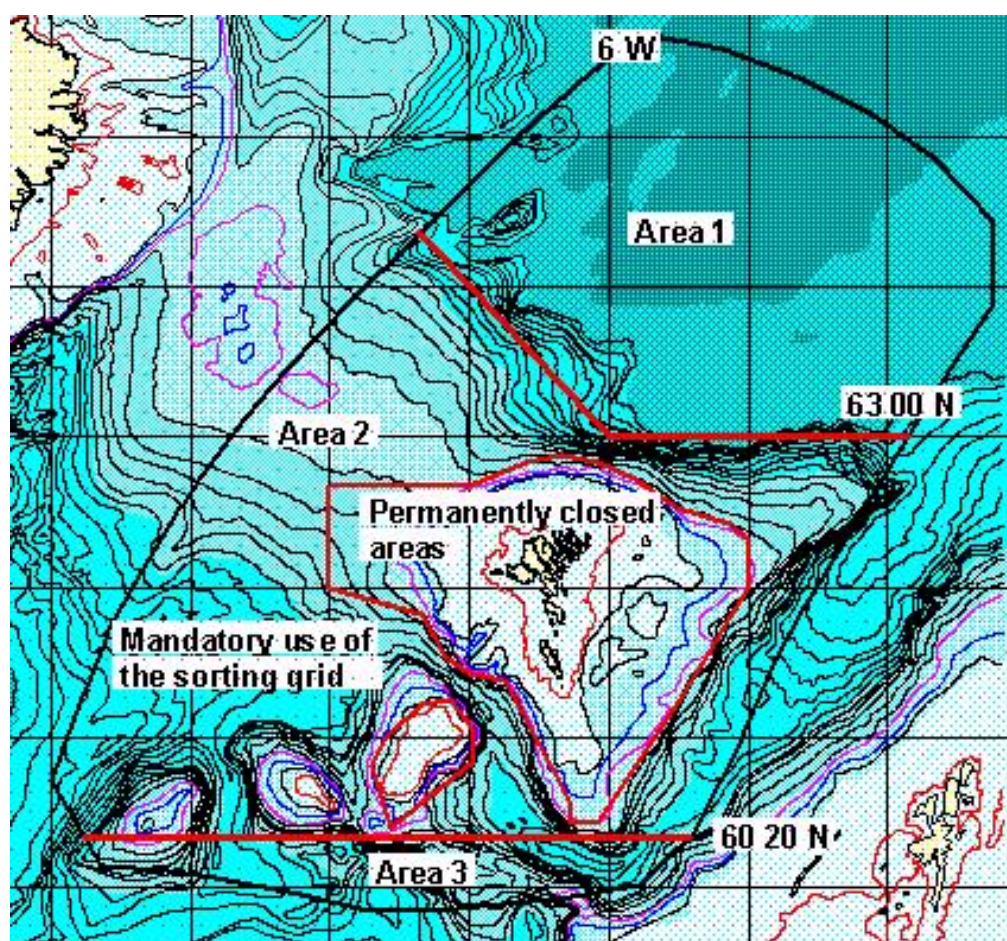 6 W
Area 1
63 00 N
Area 2
Permanently closed
areas
Mandatory use of
the sorting grid
60 20 N
Area 3